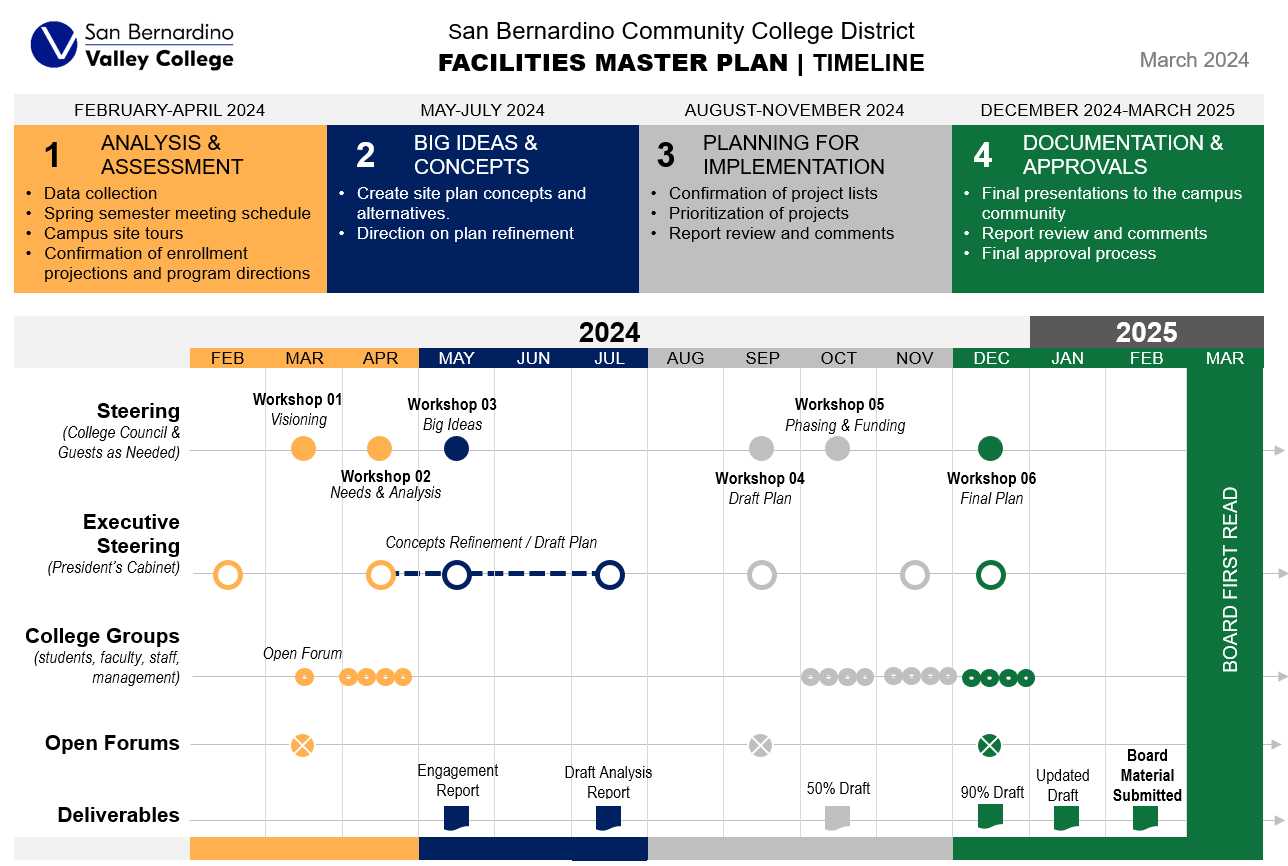 San Bernardino
Valley College
San Bernardino Community College District
FACILITIES MASTER PLAN | TIMELINE
March 2024
FEBRUARY-APRIL 2024
1
ANALYSIS &
ASSESSMENT
• Data collection
• Spring semester meeting schedule
• Campus site tours
• Confirmation of enrollment
projections and program directions
MAY-JULY 2024
2
BIG IDEAS &
CONCEPTS
• Create site plan concepts and
alternatives.
• Direction on plan refinement
AUGUST-NOVEMBER 2024
3
PLANNING FOR
IMPLEMENTATION
• Confirmation of project lists
• Prioritization of projects
• Report review and comments
DECEMBER 2024-MARCH 2025
4
DOCUMENTATION &
APPROVALS
• Final presentations to the campus
community
• Report review and comments
• Final approval process
2024
2025
FEB MAR APR MAY JUN JUL AUG SEP OCT NOV DEC JAN FEB MAR
Steering
(College Council &
Guests as Needed)
Workshop 01
Visioning
Workshop 02
Needs & Analysis
Workshop 03
Big Ideas
Workshop 04
Draft Plan
Workshop 05
Phasing & Funding
Workshop 06
Final Plan
Executive
Steering
(President's Cabinet)
Concepts Refinement / Draft Plan
College Groups
(students, faculty, staff,
management)
Open Forum
Open Forums
Deliverables
Engagement
Report
Draft Analysis
Report
50% Draft
90% Draft
Updated
Draft
Board
Material
Submitted
BOARD FIRST READ